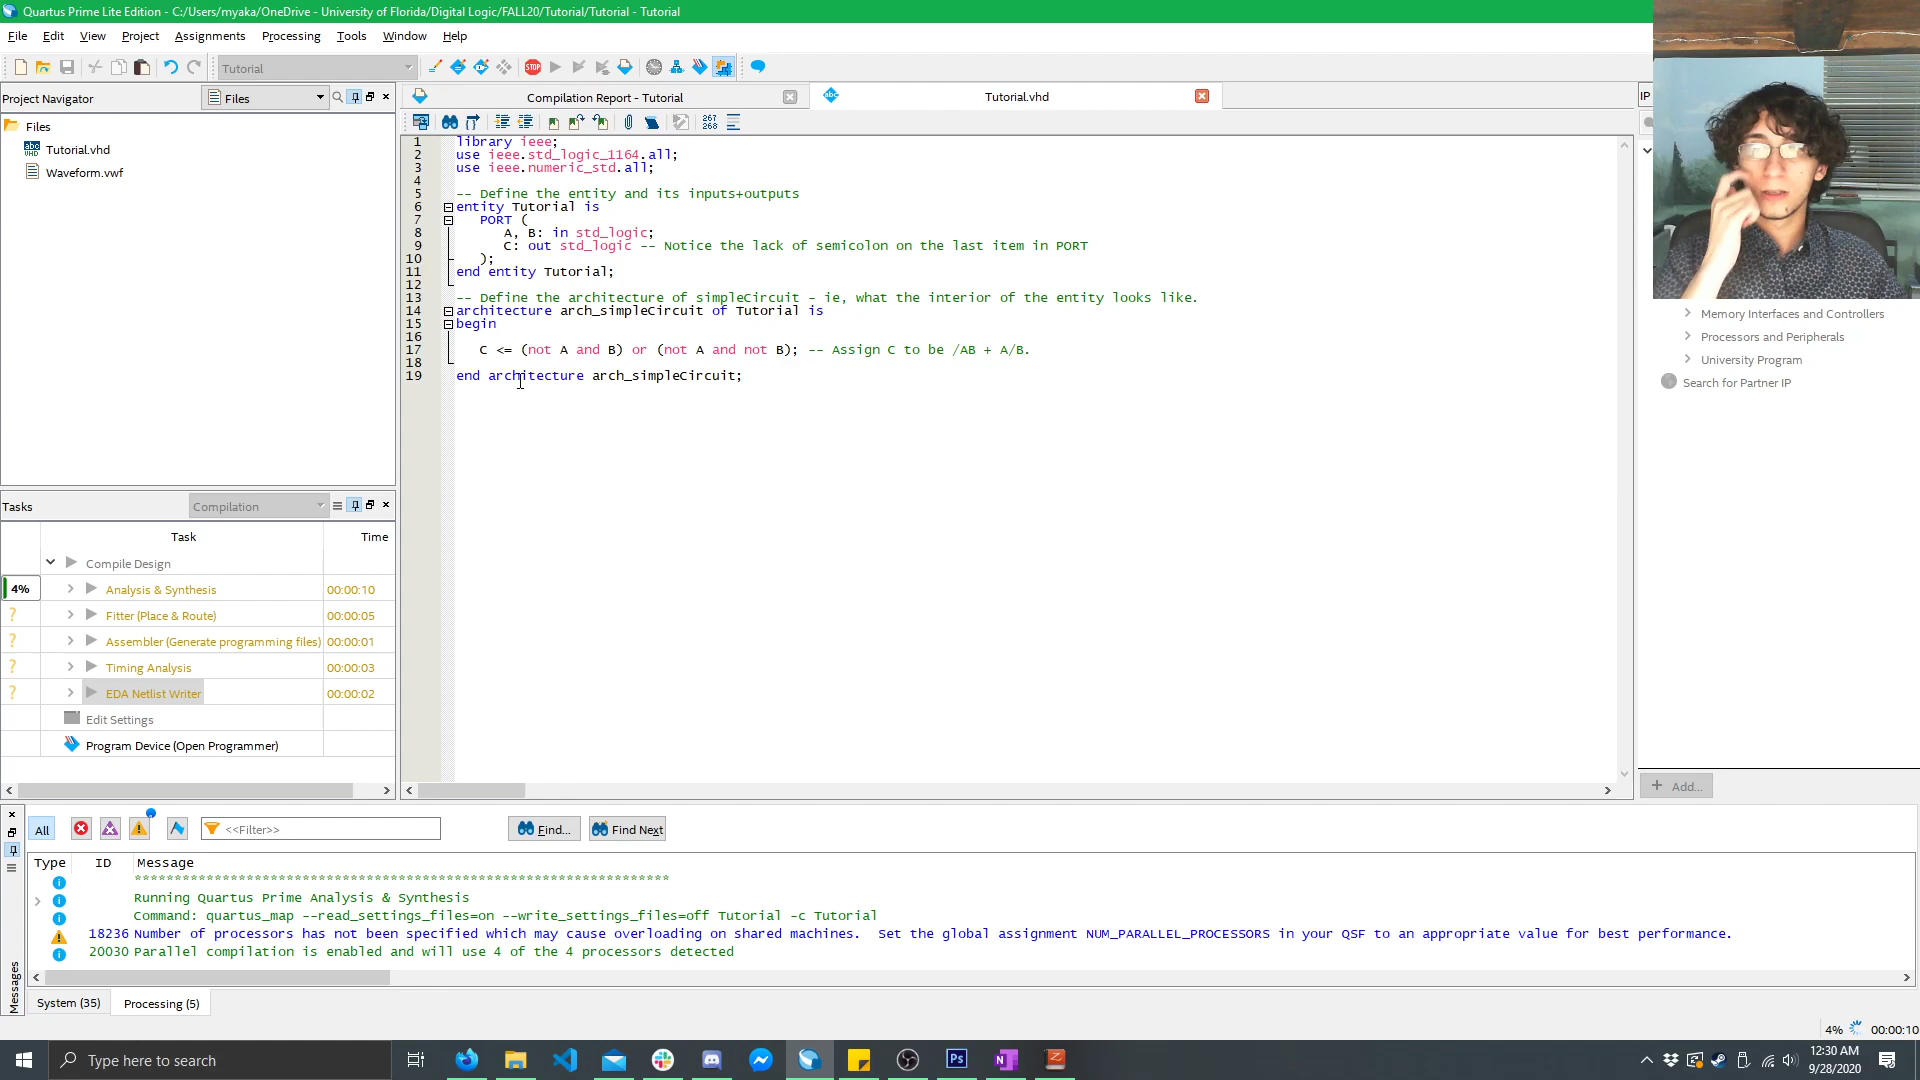 Quartus Prime Lite Edition - C:/Users/myaka/OneDrive - University of Florida/Digital Logic/FALL20/Tutorial/Tutorial - Tutorial
File Edit View Project Assignments Processing Tools Window Help
Tutorial
Project Navigator Files
Compilation Report - Tutorial Tutorial.vhd IP
Files
Tutorial.vhd
Waveform.vwf
267
268
1 library ieee;
2 use ieee.std_logic_1164.all;
3 use ieee.numeric_std.all;
4
5 -- Define the entity and its inputs+outputs
6 entity Tutorial is
7 PORT (
8 A, B: in std_logic;
9 C: out std_logic -- Notice the lack of semicolon on the last item in PORT
10 );
11 end entity Tutorial;
12
13 -- Define the architecture of simpleCircuit - ie, what the interior of the entity looks like.
14 architecture arch_simpleCircuit of Tutorial is
15 begin
16
17 C <= (not A and B) or (not A and not B); -- Assign C to be /AB + A/B.
18
19 end architecture arch_simpleCircuit;
Memory Interfaces and Controllers
Processors and Peripherals
University Program
Search for Partner IP
+ Add...
Tasks Compilation
Task Time
Compile Design
4% Analysis & Synthesis 00:00:10
? Fitter (Place & Route) 00:00:05
? Assembler (Generate programming files) 00:00:01
? Timing Analysis 00:00:03
? EDA Netlist Writer 00:00:02
Edit Settings
Program Device (Open Programmer)
All <<Filter>> Find... Find Next
Type ID Message
*******************************************************************
Running Quartus Prime Analysis & Synthesis
Command: quartus_map --read_settings_files=on --write_settings_files=off Tutorial -c Tutorial
18236 Number of processors has not been specified which may cause overloading on shared machines. Set the global assignment NUM_PARALLEL_PROCESSORS in your QSF to an appropriate value for best performance.
20030 Parallel compilation is enabled and will use 4 of the 4 processors detected
Messages
System (35) Processing (5)
4% 00:00:10
Type here to search
Ps
12:30 AM
9/28/2020